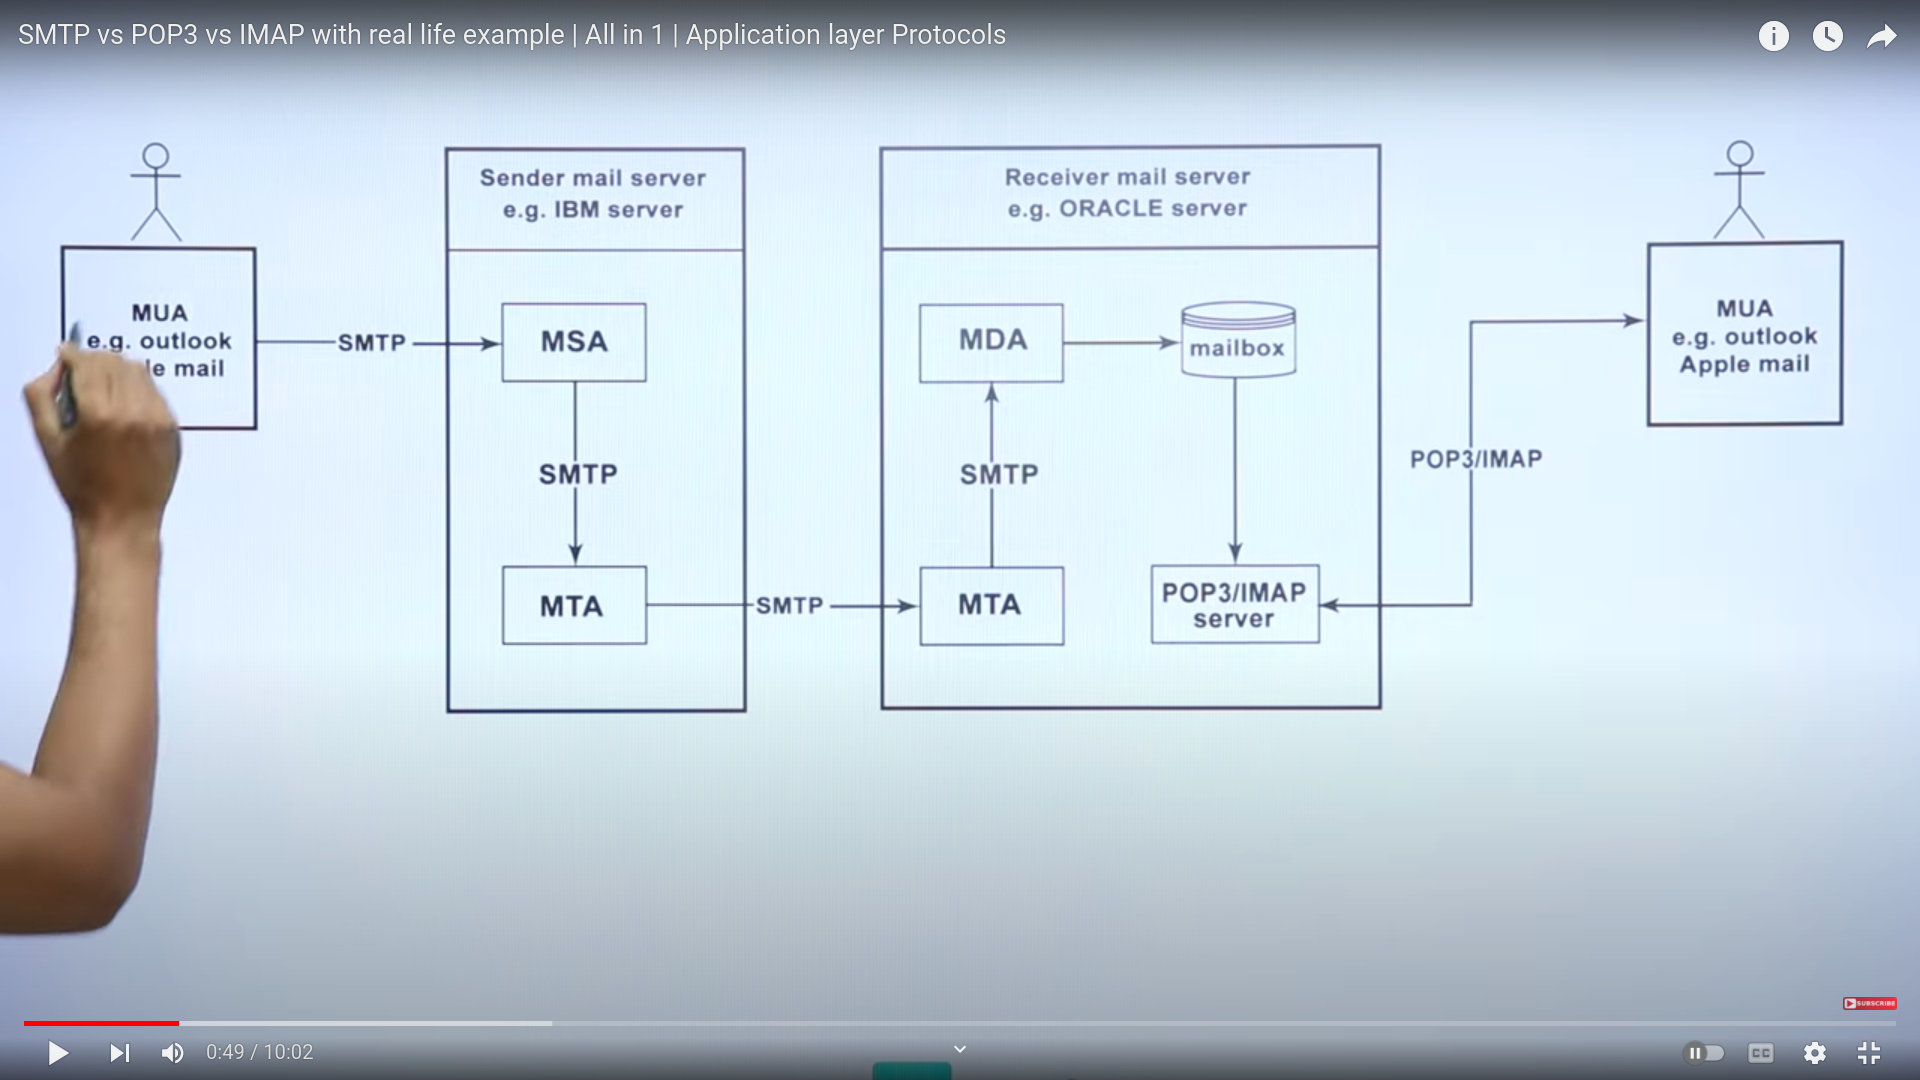 SMTP vs POP3 vs IMAP with real life example | All in 1 | Application layer Protocols
Sender mail server
e.g. IBM server
Receiver mail server
e.g. ORACLE server
MUA
e.g. outlook
le mail
SMTP
MSA
SMTP
MTA
SMTP
MDA
mailbox
SMTP
MTA
POP3/IMAP
server
POP3/IMAP
MUA
e.g. outlook
Apple mail
SUBSCRIBE
0:49 / 10:02
CC